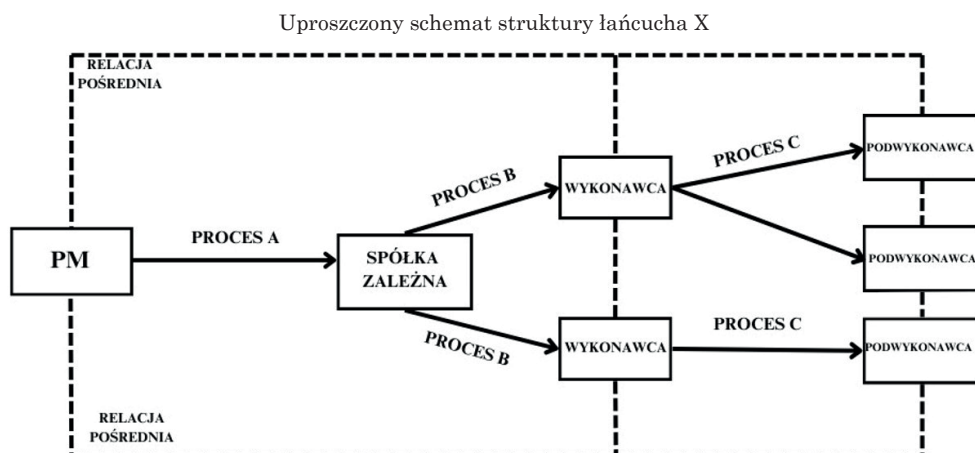 Uproszczony schemat struktury łańcucha X
RELACJA
POŚREDNIA
PROCES C
PODWYKONAWCA
PROCES B
WYKONAWCA
PM
PROCES A
SPÓŁKA
ZALEŻNA
PODWYKONAWCA
PROCES B
WYKONAWCA
PROCES C
PODWYKONAWCA
RELACJA
POŚREDNIA